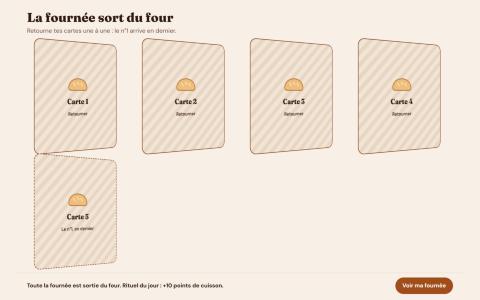 La fournée sort du four
Retourne tes cartes une à une : le n°1 arrive en dernier.
Carte 1
Retourner
Carte 2
Retourner
Carte 3
Retourner
Carte 4
Retourner
Carte 5
Le n°1, en dernier
Toute la fournée est sortie du four. Rituel du jour : +10 points de cuisson.
Voir ma fournée